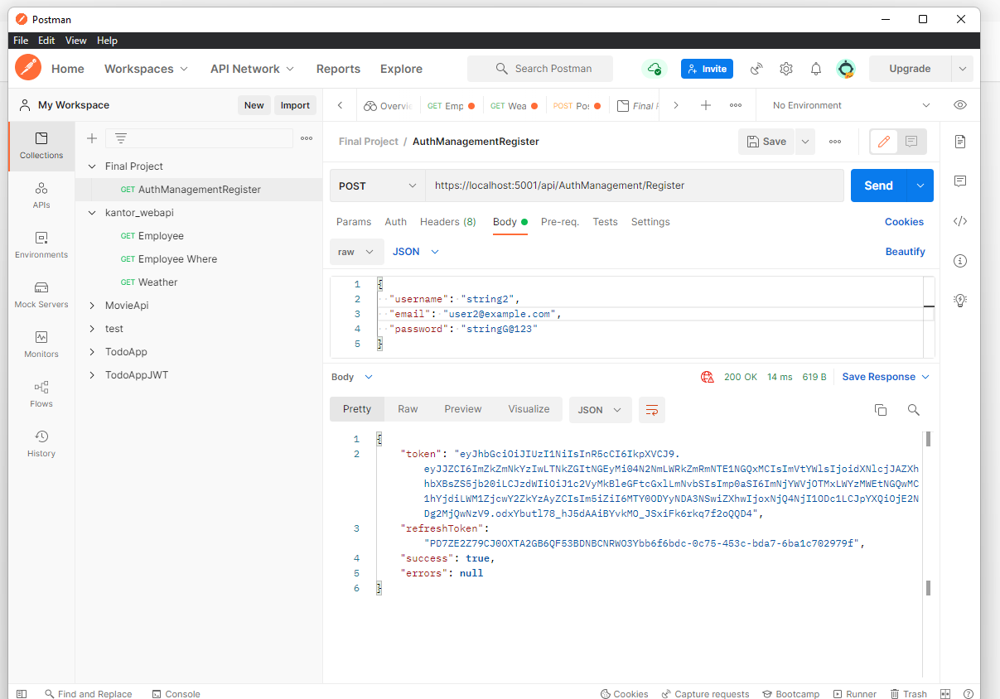 Postman
File Edit View Help
Home Workspaces API Network Reports Explore Search Postman Invite Upgrade
My Workspace New Import Overvie GET Emp GET Wea POST Pos Final P No Environment
Collections
APIs
Environments
Mock Servers
Monitors
Flows
History
Final Project
GET AuthManagementRegister
kantor_webapi
GET Employee
GET Employee Where
GET Weather
MovieApi
test
TodoApp
TodoAppJWT
Final Project / AuthManagementRegister Save
POST https://localhost:5001/api/AuthManagement/Register Send
Params Auth Headers (8) Body Pre-req. Tests Settings Cookies
raw JSON Beautify
1 {
2 "username": "string2",
3 "email": "user2@example.com",
4 "password": "stringG@123"
5 }
Body 200 OK 14 ms 619 B Save Response
Pretty Raw Preview Visualize JSON
1 {
2 "token": "eyJhbGciOiJIUzI1NiIsInR5cCI6IkpXVCJ9.
eyJJZCI6ImZkZmNkYzIwLTNkZGItNGEyMi04N2NmLWRkZmRmNTE1NGQxMCIsImVtYWlsIjoidXNlcjJAZXh
hbXBsZS5jb20iLCJzdWIiOiJ1c2VyMkBleGFtcGxlLmNvbSIsImp0aSI6ImNjYWVjOTMxLWYzMWEtNGQwMC
1hYjdiLWM1ZjcwY2ZkYzAyZCIsIm5iZiI6MTY0ODYyNDA3NSwiZXhwIjoxNjQ4NjI1ODc1LCJpYXQiOjE2N
Dg2MjQwNzV9.odxYbutl78_hJ5dAAiBYvkMO_JSxiFk6rkq7f2oQQD4",
3 "refreshToken":
"PD7ZE2Z79CJ0OXTA2GB6QF53BDNBCNRWO3Ybb6f6bdc-0c75-453c-bda7-6ba1c702979f",
4 "success": true,
5 "errors": null
6 }
Find and Replace Console Cookies Capture requests Bootcamp Runner Trash